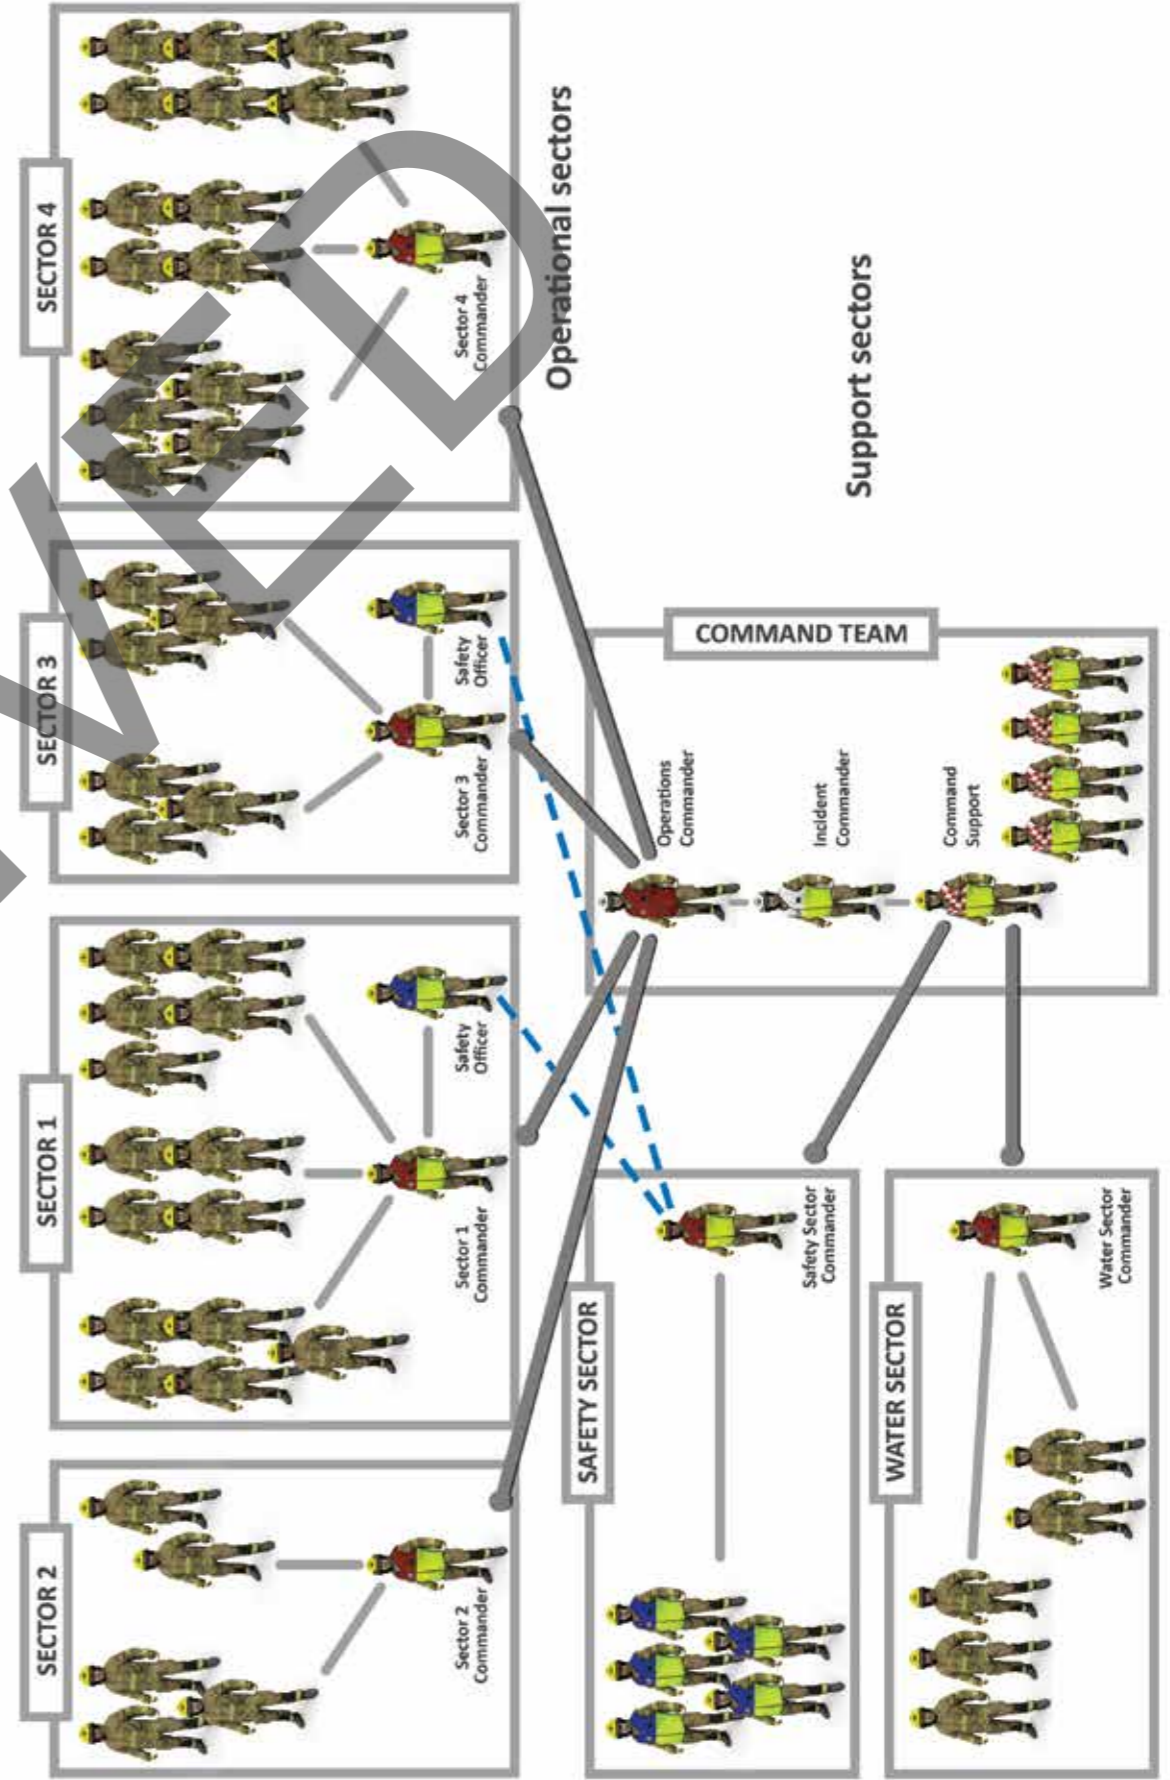 SECTOR 2
SECTOR 1
SECTOR 3
SECTOR 4
Sector 2
Commander
Sector 1
Commander
Safety
Officer
Sector 3
Commander
Safety
Officer
Sector 4
Commander
Operational sectors
SAFETY SECTOR
Safety Sector
Commander
WATER SECTOR
Water Sector
Commander
COMMAND TEAM
Operations
Commander
Incident
Commander
Command
Support
Support sectors